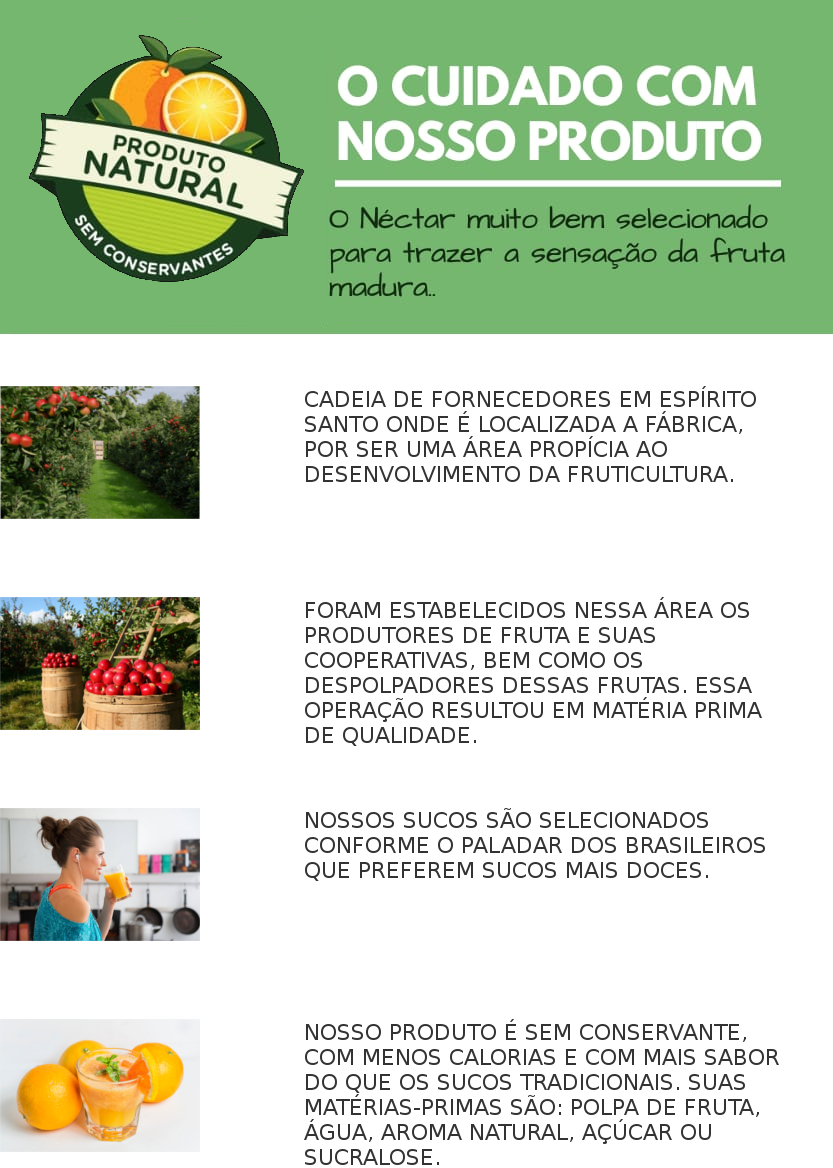 PRODUTO
NATURAL
SEM CONSERVANTES
O CUIDADO COM
NOSSO PRODUTO
O Néctar muito bem selecionado
para trazer a sensação da fruta
madura..
CADEIA DE FORNECEDORES EM ESPÍRITO
SANTO ONDE É LOCALIZADA A FÁBRICA,
POR SER UMA ÁREA PROPÍCIA AO
DESENVOLVIMENTO DA FRUTICULTURA.
FORAM ESTABELECIDOS NESSA ÁREA OS
PRODUTORES DE FRUTA E SUAS
COOPERATIVAS, BEM COMO OS
DESPOLPADORES DESSAS FRUTAS. ESSA
OPERAÇÃO RESULTOU EM MATÉRIA PRIMA
DE QUALIDADE.
NOSSOS SUCOS SÃO SELECIONADOS
CONFORME O PALADAR DOS BRASILEIROS
QUE PREFEREM SUCOS MAIS DOCES.
NOSSO PRODUTO É SEM CONSERVANTE,
COM MENOS CALORIAS E COM MAIS SABOR
DO QUE OS SUCOS TRADICIONAIS. SUAS
MATÉRIAS-PRIMAS SÃO: POLPA DE FRUTA,
ÁGUA, AROMA NATURAL, AÇÚCAR OU
SUCRALOSE.